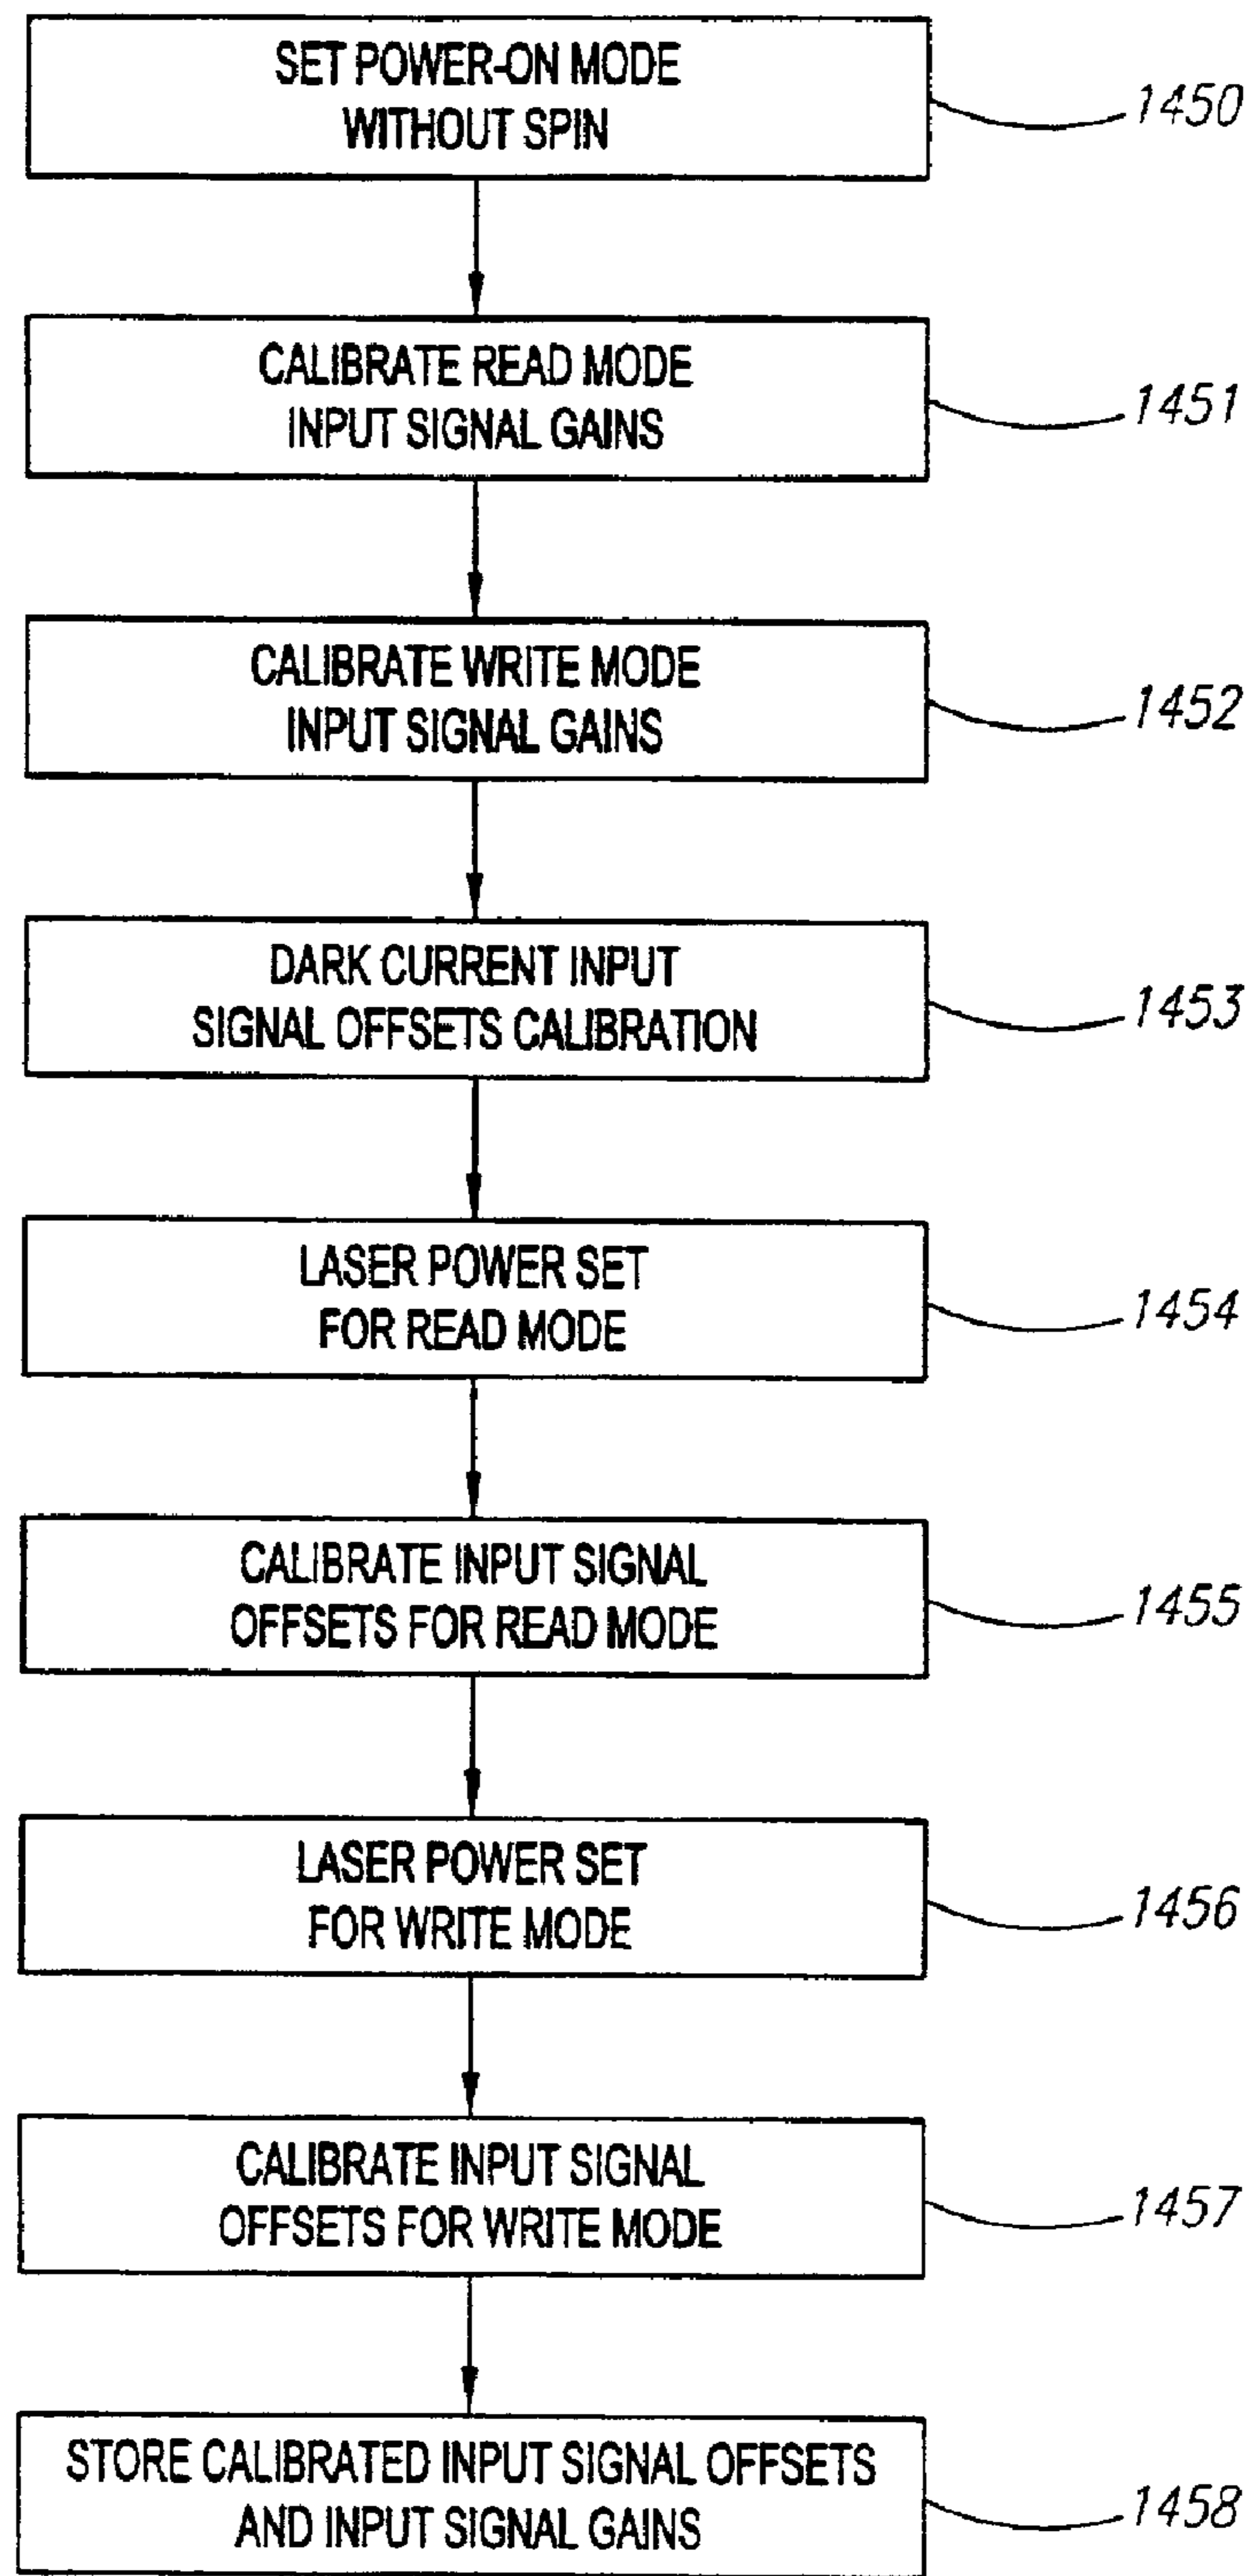 SET POWER-ON MODE
WITHOUT SPIN
1450
CALIBRATE READ MODE
INPUT SIGNAL GAINS
1451
CALIBRATE WRITE MODE
INPUT SIGNAL GAINS
1452
DARK CURRENT INPUT
SIGNAL OFFSETS CALIBRATION
1453
LASER POWER SET
FOR READ MODE
1454
CALIBRATE INPUT SIGNAL
OFFSETS FOR READ MODE
1455
LASER POWER SET
FOR WRITE MODE
1456
CALIBRATE INPUT SIGNAL
OFFSETS FOR WRITE MODE
1457
STORE CALIBRATED INPUT SIGNAL OFFSETS
AND INPUT SIGNAL GAINS
1458